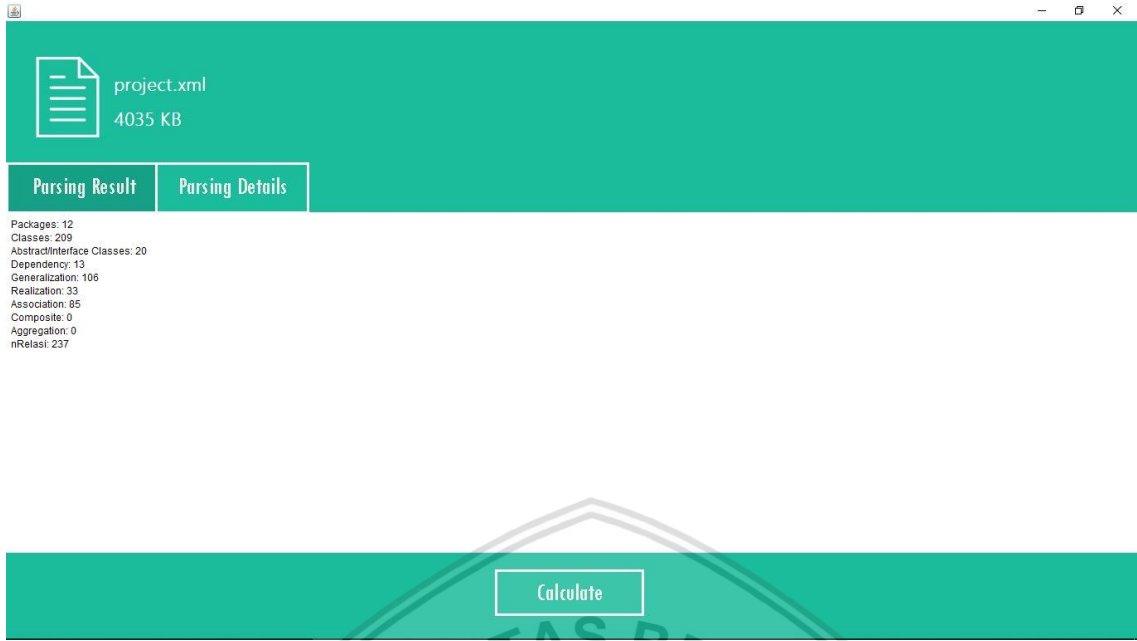 project.xml
4035 KB
Parsing Result
Parsing Details
Packages: 12
Classes: 209
Abstract/Interface Classes: 20
Dependency: 13
Generalization: 106
Realization: 33
Association: 85
Composite: 0
Aggregation: 0
nRelasi: 237
Calculate